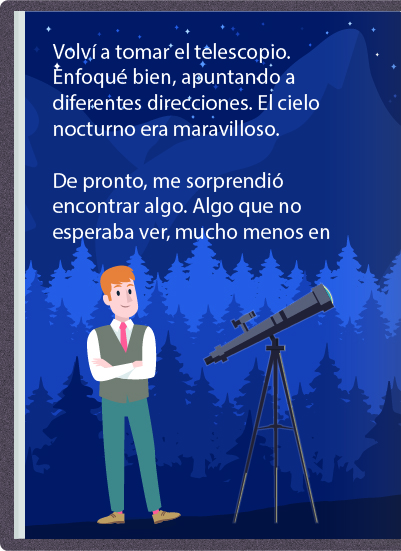 Volví a tomar el telescopio.
Enfoqué bien, apuntando a
diferentes direcciones. El cielo
nocturno era maravilloso.
De pronto, me sorprendió
encontrar algo. Algo que no
esperaba ver, mucho menos en